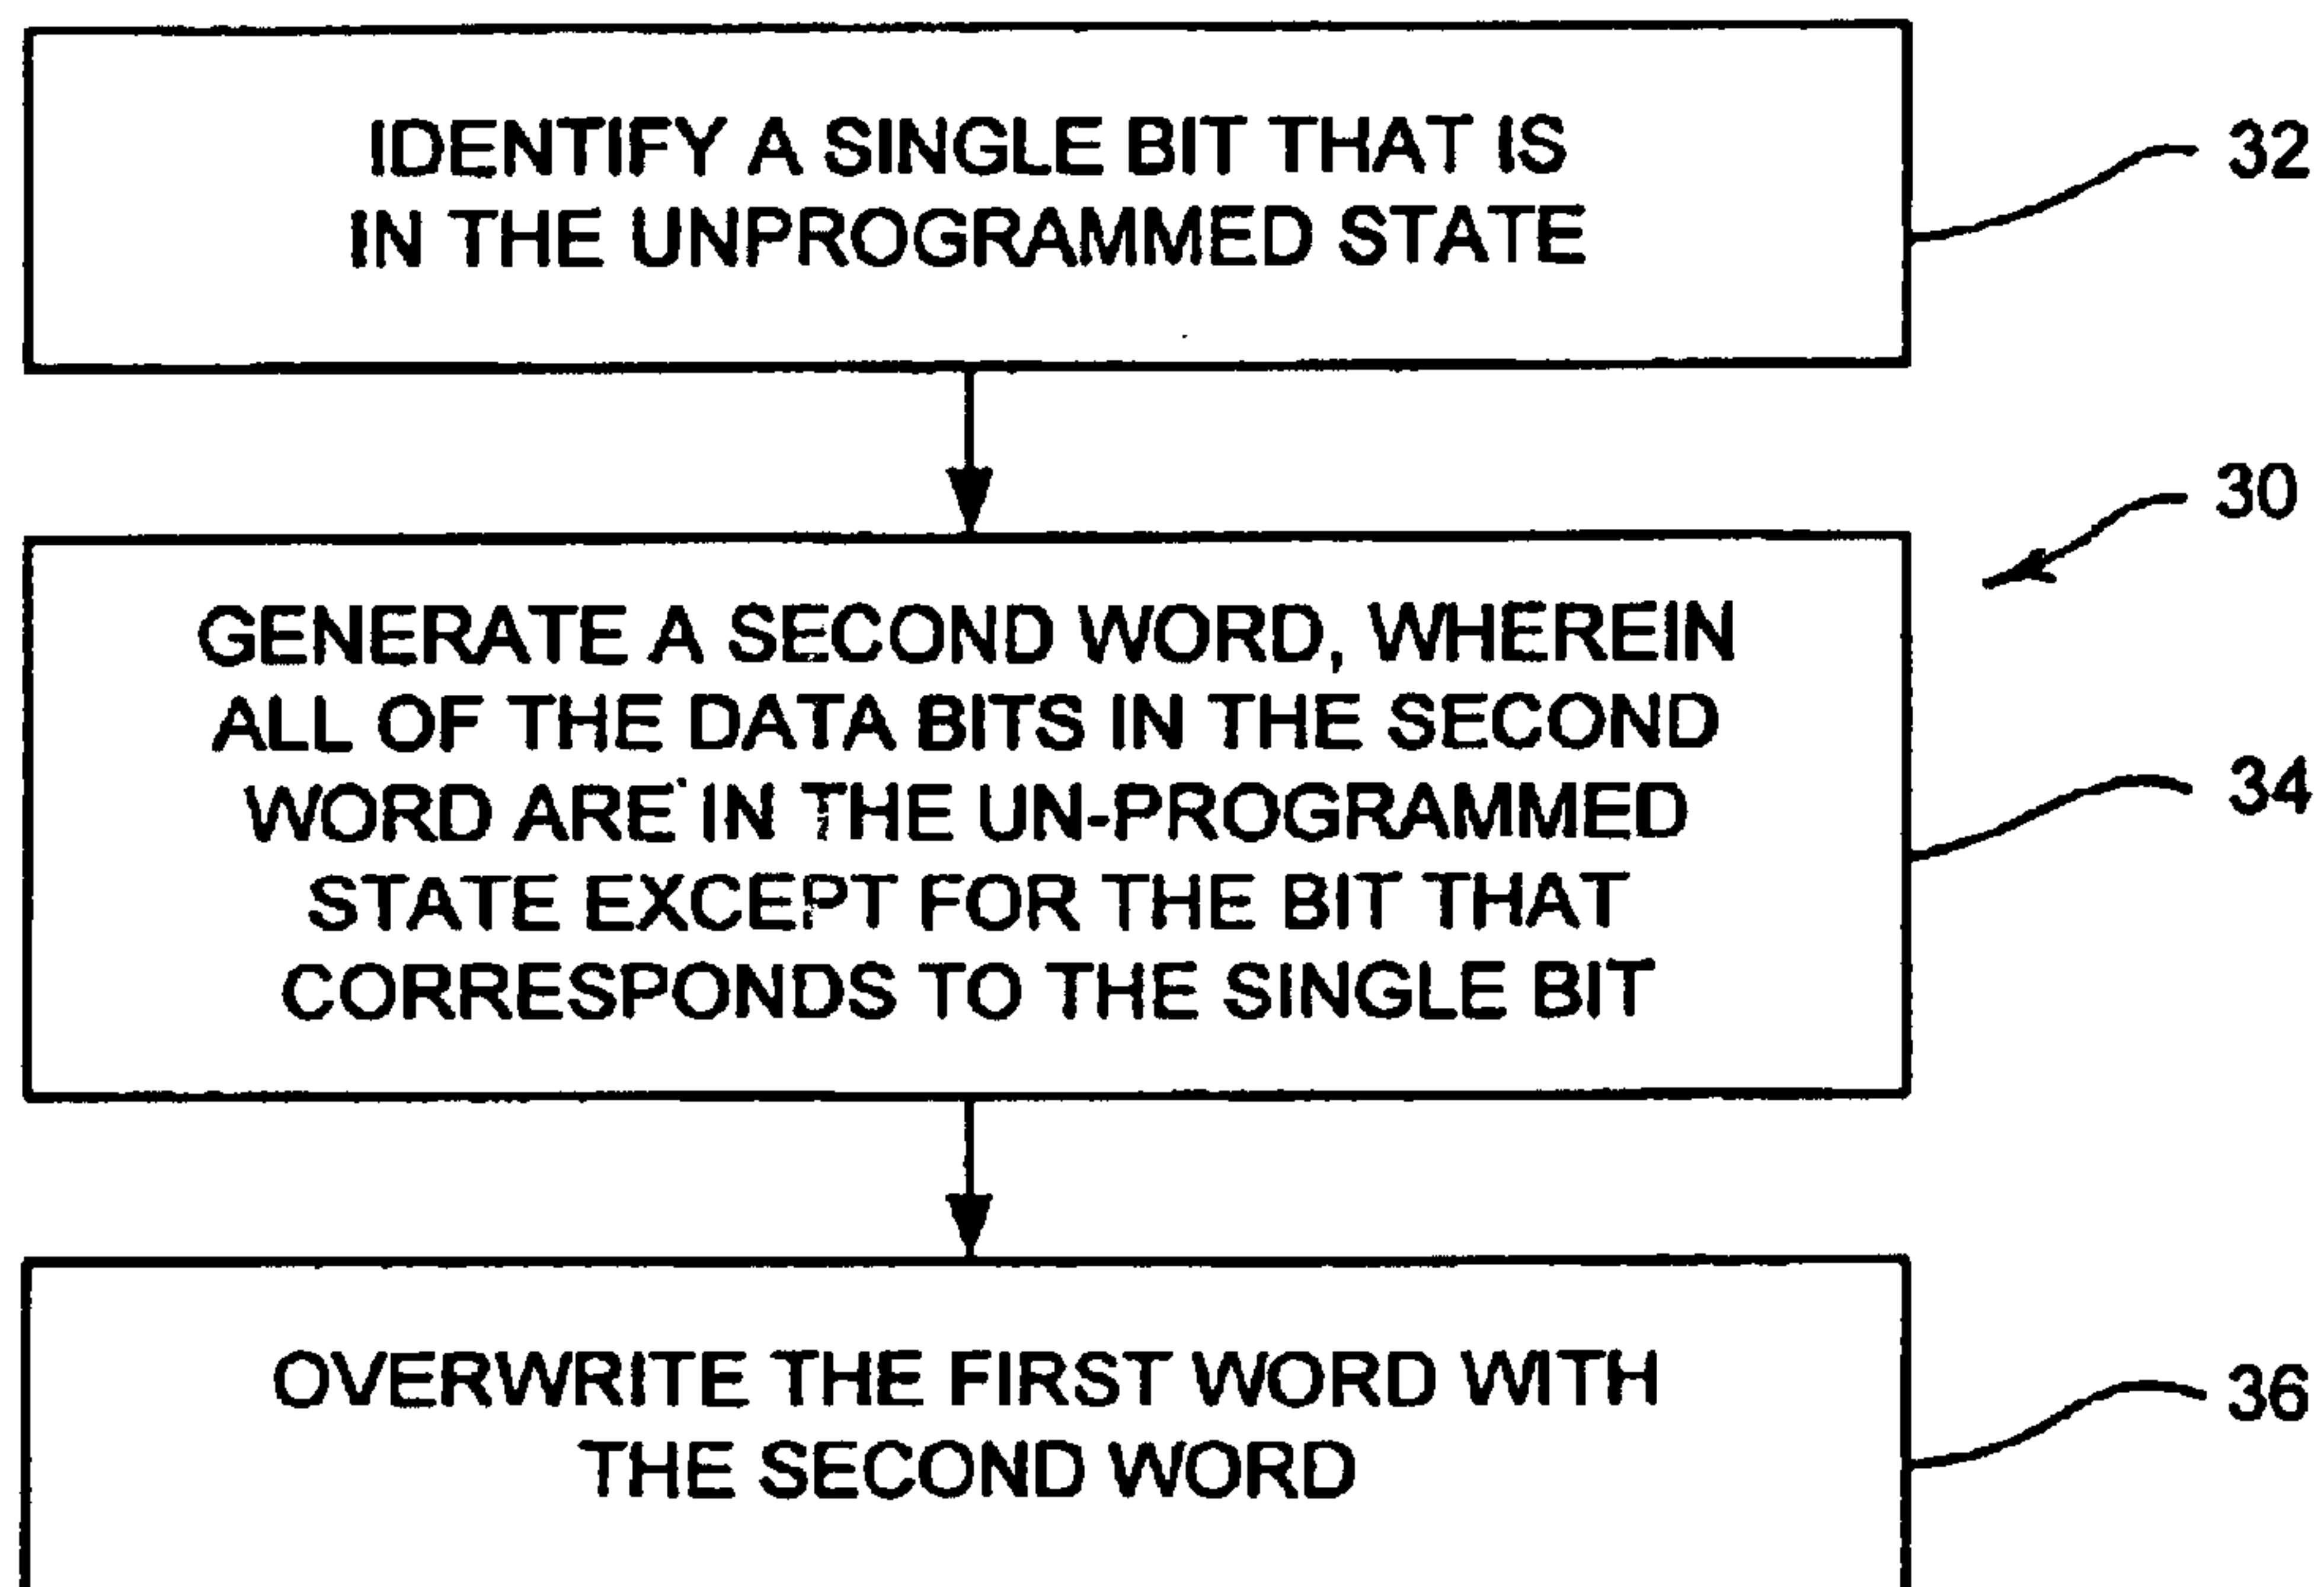 IDENTIFY A SINGLE BIT THAT IS
IN THE UNPROGRAMMED STATE
32
30
GENERATE A SECOND WORD, WHEREIN
ALL OF THE DATA BITS IN THE SECOND
WORD ARE IN THE UN-PROGRAMMED
STATE EXCEPT FOR THE BIT THAT
CORRESPONDS TO THE SINGLE BIT
34
OVERWRITE THE FIRST WORD WITH
THE SECOND WORD
36